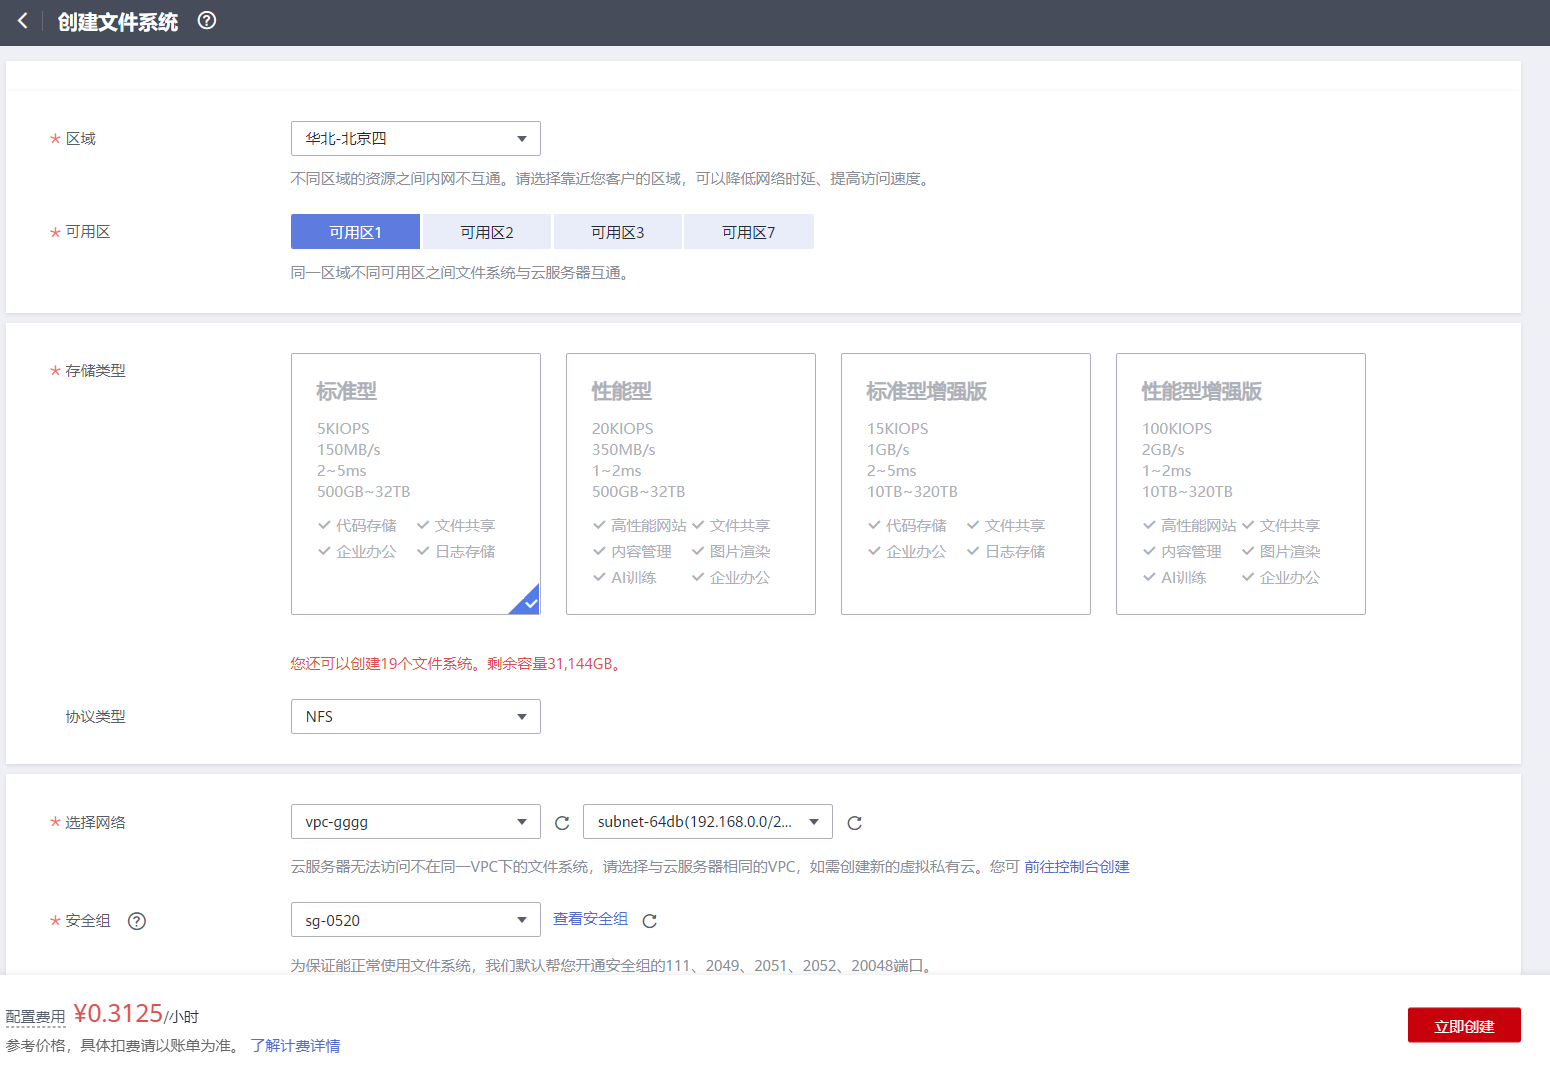 创建文件系统
* 区域
华北-北京四
不同区域的资源之间内网不互通。请选择靠近您客户的区域，可以降低网络时延、提高访问速度。
* 可用区
可用区1 可用区2 可用区3 可用区7
同一区域不同可用区之间文件系统与云服务器互通。
* 存储类型
标准型
5KIOPS
150MB/s
2~5ms
500GB~32TB
代码存储 文件共享
企业办公 日志存储
性能型
20KIOPS
350MB/s
1~2ms
500GB~32TB
高性能网站 文件共享
内容管理 图片渲染
AI训练 企业办公
标准型增强版
15KIOPS
1GB/s
2~5ms
10TB~320TB
代码存储 文件共享
企业办公 日志存储
性能型增强版
100KIOPS
2GB/s
1~2ms
10TB~320TB
高性能网站 文件共享
内容管理 图片渲染
AI训练 企业办公
您还可以创建19个文件系统。剩余容量31,144GB。
协议类型
NFS
* 选择网络
vpc-gggg subnet-64db(192.168.0.0/2...
云服务器无法访问不在同一VPC下的文件系统，请选择与云服务器相同的VPC，如需创建新的虚拟私有云。您可 前往控制台创建
* 安全组
sg-0520 查看安全组
为保证能正常使用文件系统，我们默认帮您开通安全组的111、2049、2051、2052、20048端口。
配置费用 ¥0.3125/小时
参考价格，具体扣费请以账单为准。 了解计费详情
立即创建